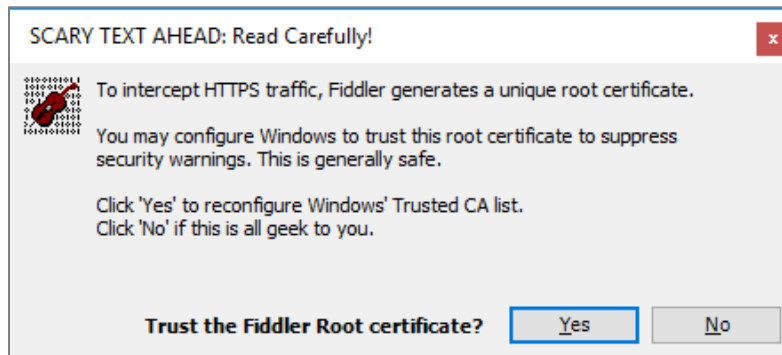 SCARY TEXT AHEAD: Read Carefully!
x
To intercept HTTPS traffic, Fiddler generates a unique root certificate.
You may configure Windows to trust this root certificate to suppress
security warnings. This is generally safe.
Click 'Yes' to reconfigure Windows' Trusted CA list.
Click 'No' if this is all geek to you.
Trust the Fiddler Root certificate? Yes No